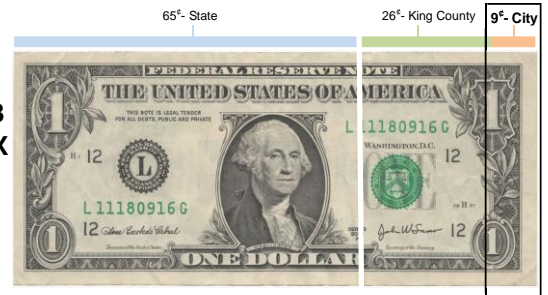 65¢- State
26¢- King County
9¢- City
B
X
FEDERAL RESERVE NOTE
THE UNITED STATES OF AMERICA
THIS NOTE IS LEGAL TENDER
FOR ALL DEBTS, PUBLIC AND PRIVATE
L 11180916 G
WASHINGTON, D.C.
12
12
L
L 11180916 G
12
12
ONE DOLLAR
1
1
1
1